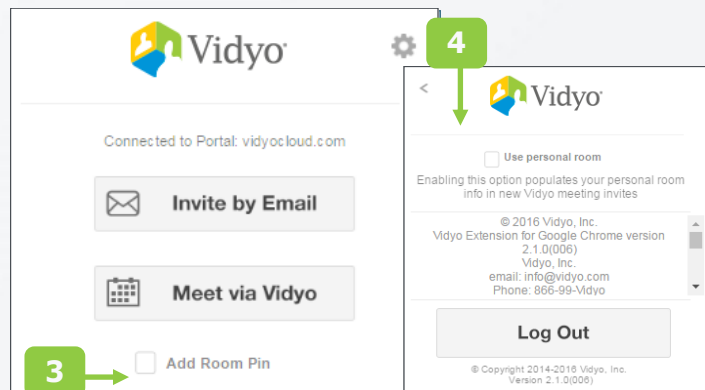 Vidyo
4
Connected to Portal: vidyocloud.com
Invite by Email
Meet via Vidyo
3
Add Room Pin
<
Vidyo
Use personal room
Enabling this option populates your personal room
info in new Vidyo meeting invites
© 2016 Vidyo, Inc.
Vidyo Extension for Google Chrome version
2.1.0(006)
Vidyo, Inc.
email: info@vidyo.com
Phone: 866-99-Vidyo
Log Out
© Copyright 2014-2016 Vidyo, Inc.
Version 2.1.0(006)